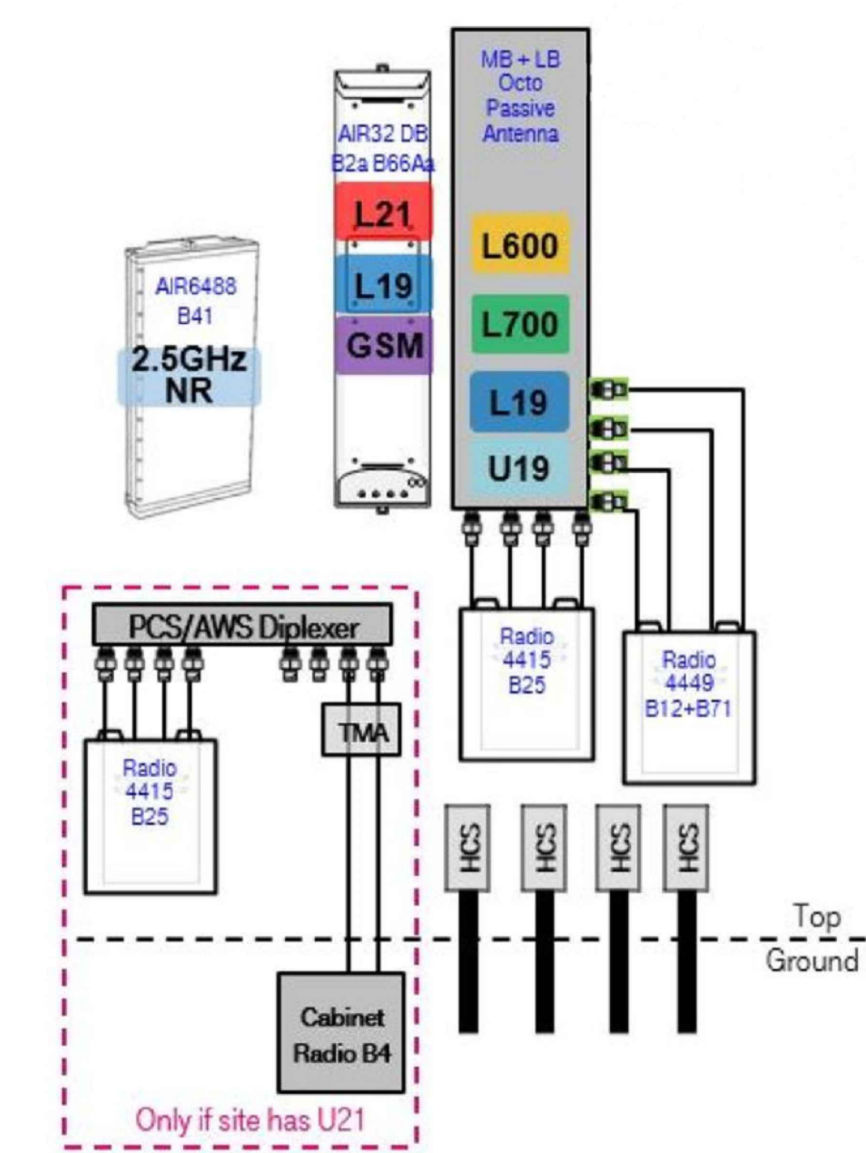 MB + LB
Octo
Passive
Antenna
AIR32 DB
B2a B66Aa
L21
L19
GSM
L600
L700
L19
U19
AIR6488
B41
2.5GHz
NR
PCS/AWS Diplexer
Radio
4415
B25
Radio
4449
B12+B71
TMA
Radio
4415
B25
HCS
HCS
HCS
HCS
Top
Ground
Cabinet
Radio B4
Only if site has U21